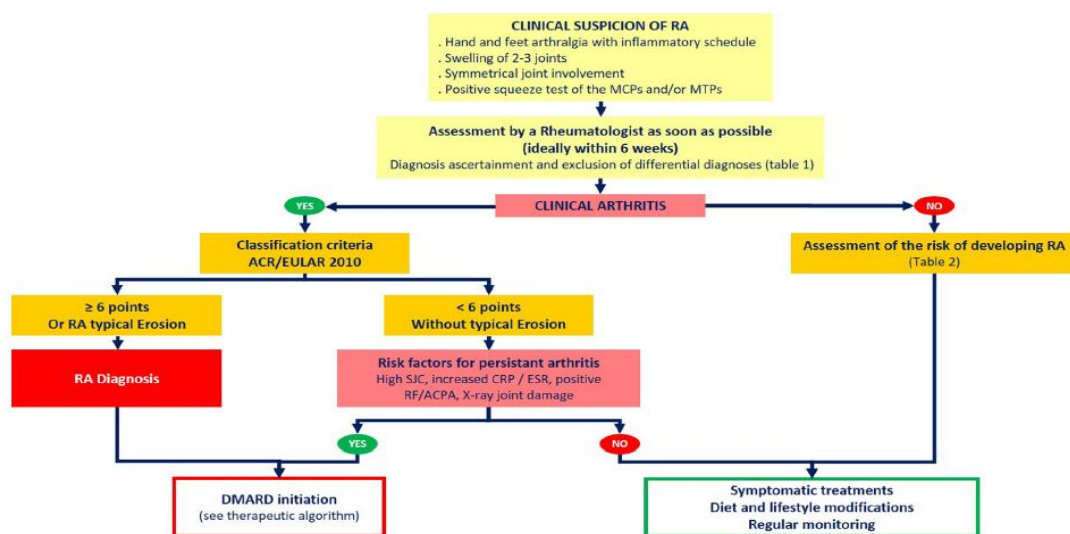 CLINICAL SUSPICION OF RA
. Hand and feet arthralgia with inflammatory schedule
. Swelling of 2-3 joints
. Symmetrical joint involvement
. Positive squeeze test of the MCPs and/or MTPs
Assessment by a Rheumatologist as soon as possible
(ideally within 6 weeks)
Diagnosis ascertainment and exclusion of differential diagnoses (table 1)
YES
CLINICAL ARTHRITIS
NO
Classification criteria
ACR/EULAR 2010
Assessment of the risk of developing RA
(Table 2)
≥ 6 points
Or RA typical Erosion
< 6 points
Without typical Erosion
RA Diagnosis
Risk factors for persistant arthritis
High SJC, increased CRP / ESR, positive
RF/ACPA, X-ray joint damage
YES
NO
DMARD initiation
(see therapeutic algorithm)
Symptomatic treatments
Diet and lifestyle modifications
Regular monitoring